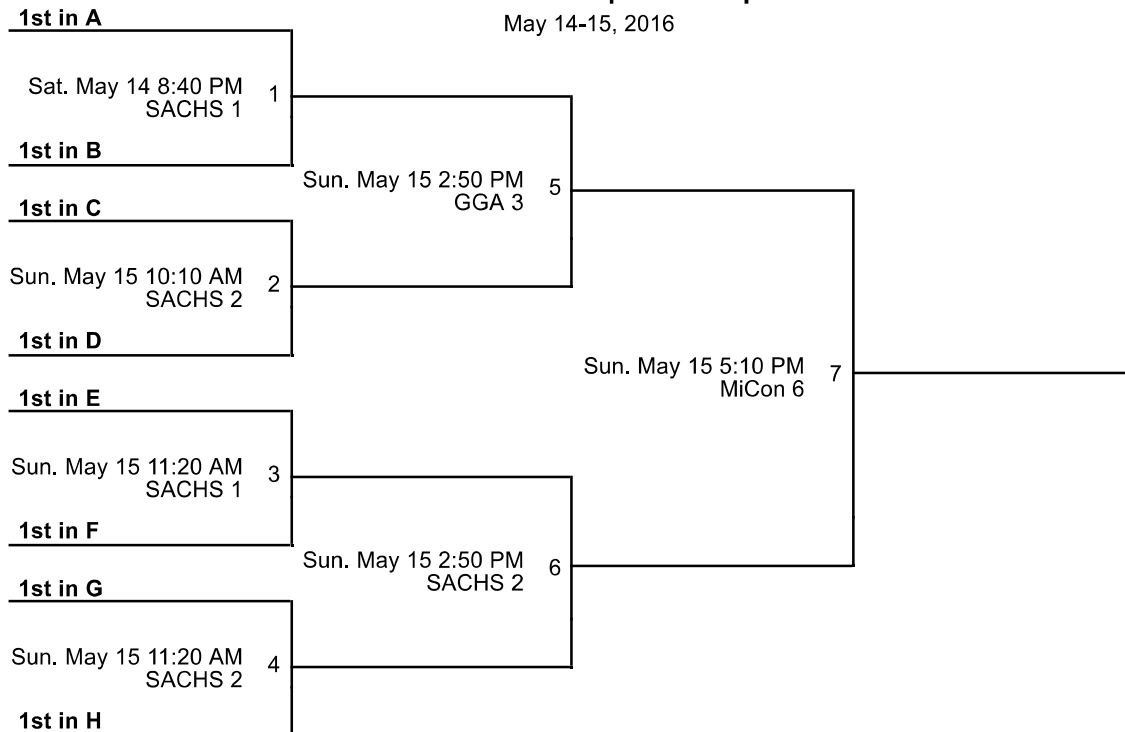 May 14-15, 2016
1st in A
Sat. May 14 8:40 PM
SACHS 1
1
1st in B
Sun. May 15 2:50 PM
GGA 3
5
1st in C
Sun. May 15 10:10 AM
SACHS 2
2
1st in D
Sun. May 15 5:10 PM
MiCon 6
7
1st in E
Sun. May 15 11:20 AM
SACHS 1
3
1st in F
Sun. May 15 2:50 PM
SACHS 2
6
1st in G
Sun. May 15 11:20 AM
SACHS 2
4
1st in H